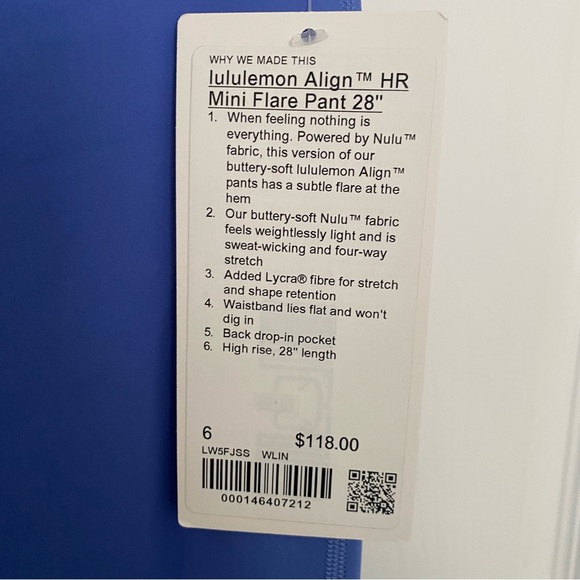 WHY WE MADE THIS
lululemon Align™ HR
Mini Flare Pant 28"
1. When feeling nothing is
everything. Powered by Nulu™
fabric, this version of our
buttery-soft lululemon Align™
pants has a subtle flare at the
hem
2. Our buttery-soft Nulu™ fabric
feels weightlessly light and is
sweat-wicking and four-way
stretch
3. Added Lycra® fibre for stretch
and shape retention
4. Waistband lies flat and won't
dig in
5. Back drop-in pocket
6. High rise, 28" length
6 $118.00
LW5FJSS WLIN
000146407212